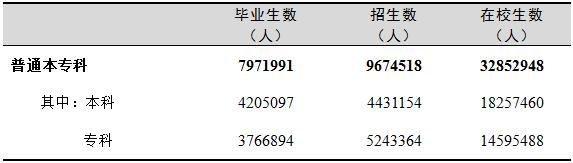 毕业生数 招生数 在校生数
（人） （人） （人）
普通本专科 7971991 9674518 32852948
其中：本科 4205097 4431154 18257460
专科 3766894 5243364 14595488